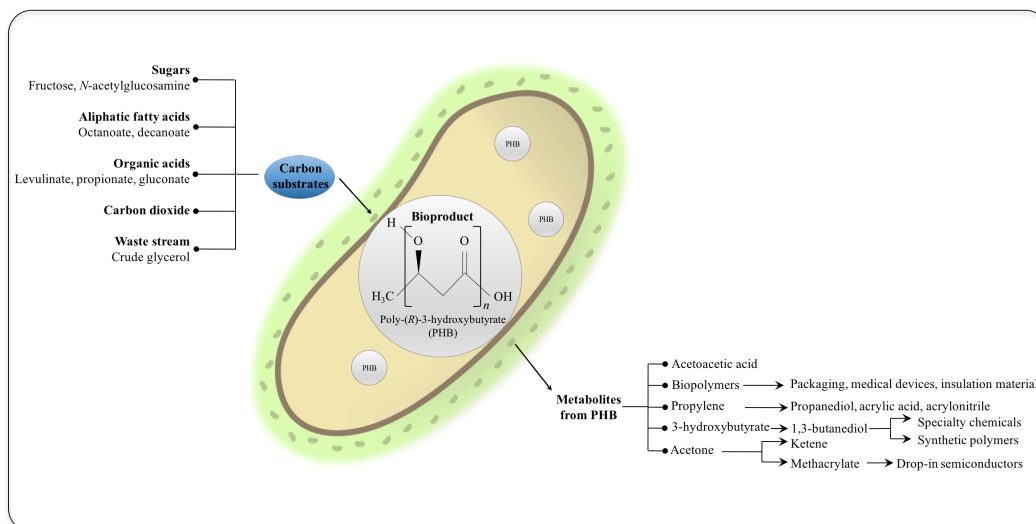 Sugars
Fructose, N-acetylglucosamine
Aliphatic fatty acids
Octanoate, decanoate
Organic acids
Levulinate, propionate, gluconate
Carbon dioxide
Waste stream
Crude glycerol
Carbon
substrates
PHB
PHB
Bioproduct
H
O
O
H3C
OH
n
Poly-(R)-3-hydroxybutyrate
(PHB)
PHB
Metabolites
from PHB
Acetoacetic acid
Biopolymers
Packaging, medical devices, insulation material
Propylene
Propanediol, acrylic acid, acrylonitrile
3-hydroxybutyrate
1,3-butanediol
Specialty chemicals
Synthetic polymers
Acetone
Ketene
Methacrylate
Drop-in semiconductors